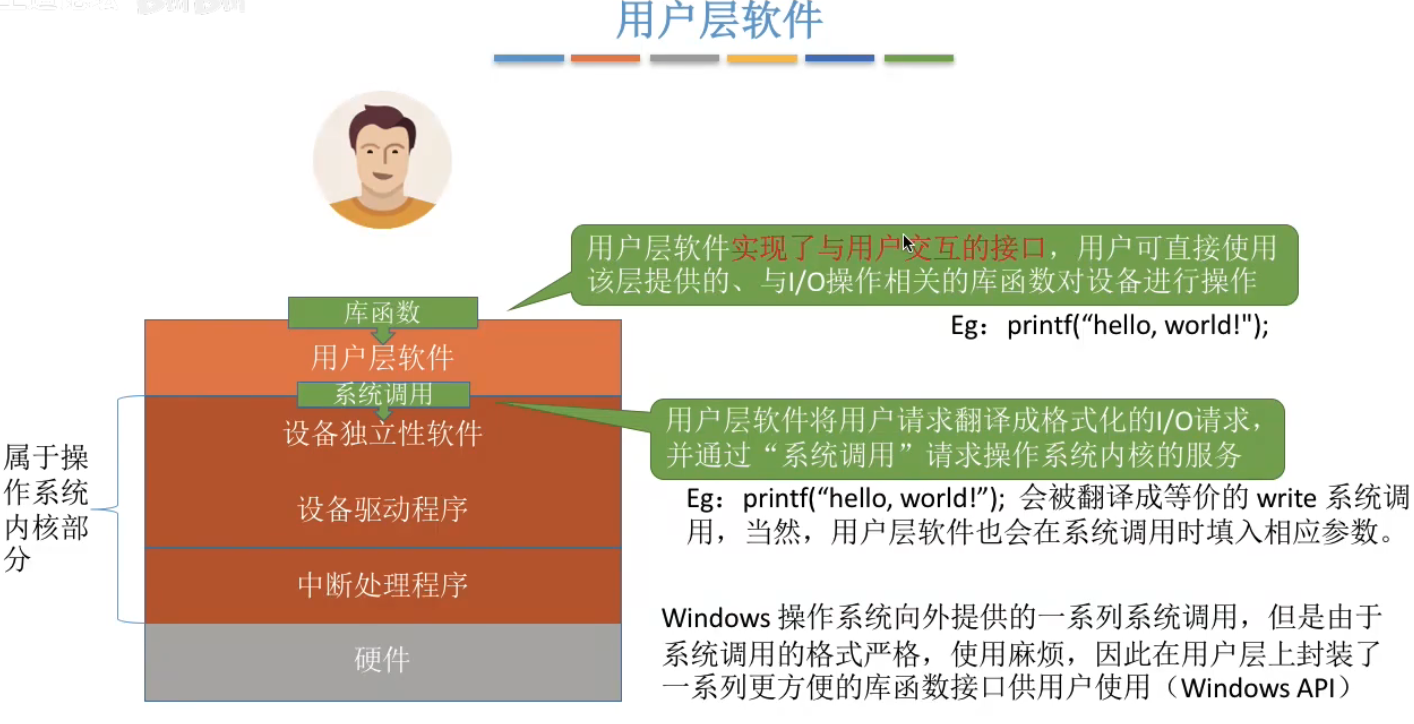 用户层软件
用户层软件实现了与用户交互的接口，用户可直接使用
该层提供的、与I/O操作相关的库函数对设备进行操作
Eg：printf(“hello, world!");
库函数
用户层软件
系统调用
用户层软件将用户请求翻译成格式化的I/O请求，
并通过“系统调用”请求操作系统内核的服务
Eg：printf(“hello, world!”); 会被翻译成等价的 write 系统调
用，当然，用户层软件也会在系统调用时填入相应参数。
设备独立性软件
设备驱动程序
中断处理程序
硬件
属于操
作系统
内核部
分
Windows 操作系统向外提供的一系列系统调用，但是由于
系统调用的格式严格，使用麻烦，因此在用户层上封装了
一系列更方便的库函数接口供用户使用（Windows API）